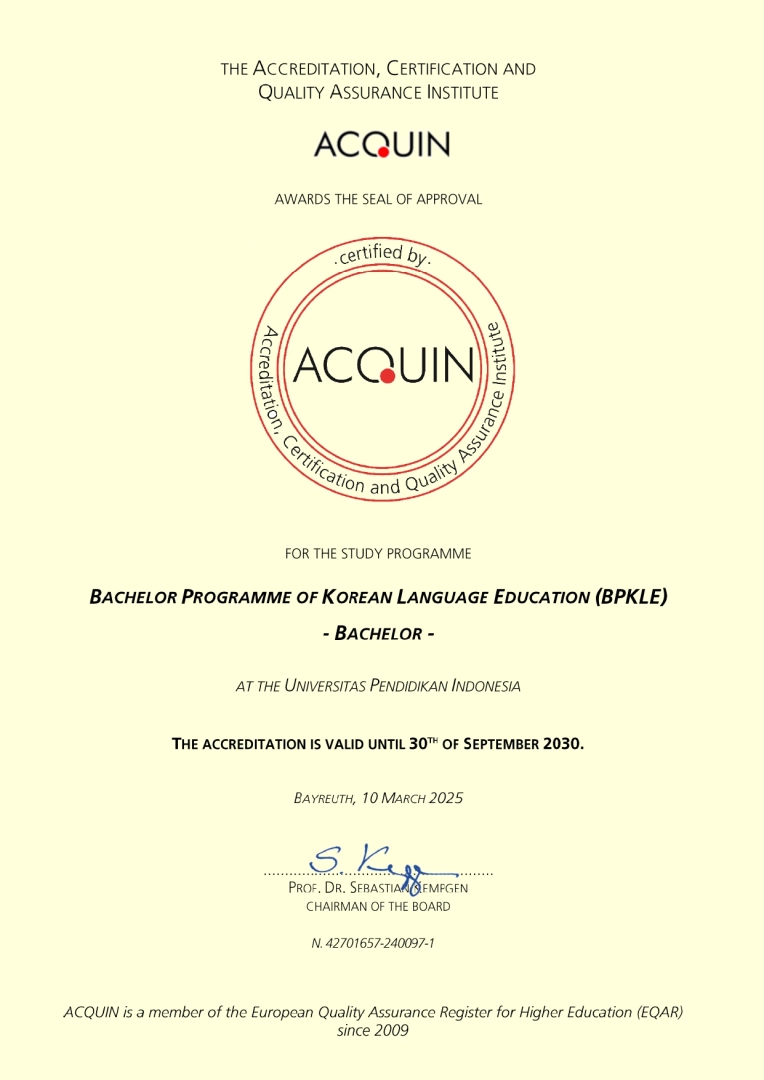 THE ACCREDITATION, CERTIFICATION AND
QUALITY ASSURANCE INSTITUTE
ACQUIN
AWARDS THE SEAL OF APPROVAL
·certified by·
ACQUIN
Accreditation, Certification and Quality Assurance Institute
FOR THE STUDY PROGRAMME
BACHELOR PROGRAMME OF KOREAN LANGUAGE EDUCATION (BPKLE)
- BACHELOR -
AT THE UNIVERSITAS PENDIDIKAN INDONESIA
THE ACCREDITATION IS VALID UNTIL 30TH OF SEPTEMBER 2030.
BAYREUTH, 10 MARCH 2025
PROF. DR. SEBASTIAN KEMPGEN
CHAIRMAN OF THE BOARD
N. 42701657-240097-1
ACQUIN is a member of the European Quality Assurance Register for Higher Education (EQAR)
since 2009